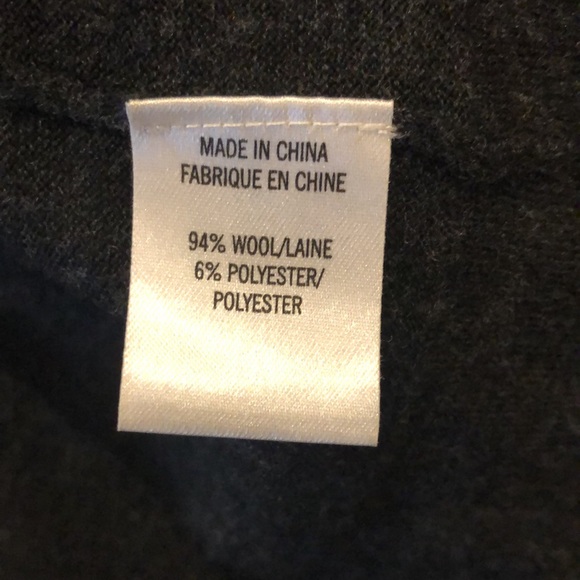 MADE IN CHINA
FABRIQUE EN CHINE
94% WOOL/LAINE
6% POLYESTER/
POLYESTER